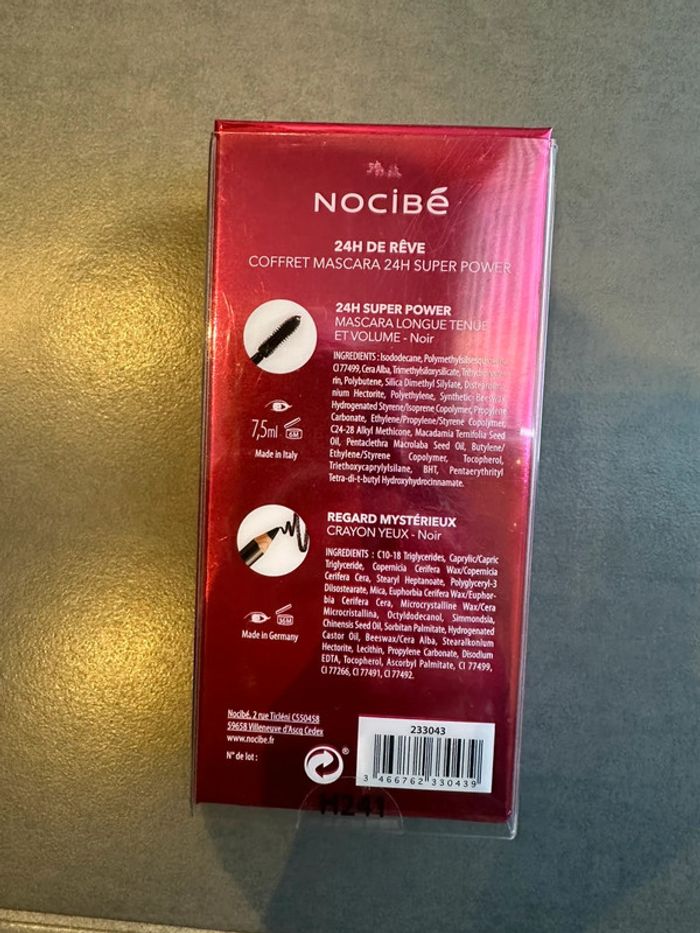 NOCIBÉ
24H DE RÊVE
COFFRET MASCARA 24H SUPER POWER
24H SUPER POWER
MASCARA LONGUE TENUE
ET VOLUME - Noir
INGREDIENTS : Isododecane, Polymethylsilsesquioxane,
CI 77499, Cera Alba, Trimethylsiloxysilicate, Trihydroxystea-
rin, Polybutene, Silica Dimethyl Silylate, Disteardimo-
nium Hectorite, Polyethylene, Synthetic Beeswax,
Hydrogenated Styrene/Isoprene Copolymer, Propylene
Carbonate, Ethylene/Propylene/Styrene Copolymer,
C24-28 Alkyl Methicone, Macadamia Ternifolia Seed
Oil, Pentaclethra Macroloba Seed Oil, Butylene/
Ethylene/Styrene Copolymer, Tocopherol,
Triethoxycaprylylsilane, BHT, Pentaerythrityl
Tetra-di-t-butyl Hydroxyhydrocinnamate.
7,5ml
6M
Made in Italy
REGARD MYSTÉRIEUX
CRAYON YEUX - Noir
INGREDIENTS : C10-18 Triglycerides, Caprylic/Capric
Triglyceride, Copernicia Cerifera Wax/Copernicia
Cerifera Cera, Stearyl Heptanoate, Polyglyceryl-3
Diisostearate, Mica, Euphorbia Cerifera Wax/Euphor-
bia Cerifera Cera, Microcrystalline Wax/Cera
Microcristallina, Octyldodecanol, Simmondsia,
Chinensis Seed Oil, Sorbitan Palmitate, Hydrogenated
Castor Oil, Beeswax/Cera Alba, Stearalkonium
Hectorite, Lecithin, Propylene Carbonate, Disodium
EDTA, Tocopherol, Ascorbyl Palmitate, CI 77499,
CI 77266, CI 77491, CI 77492.
36M
Made in Germany
Nocibé, 2 rue Ticléni CS50458
59658 Villeneuve d'Ascq Cedex
www.nocibe.fr
N° de lot :
®
233043
3 466762 330439
H241